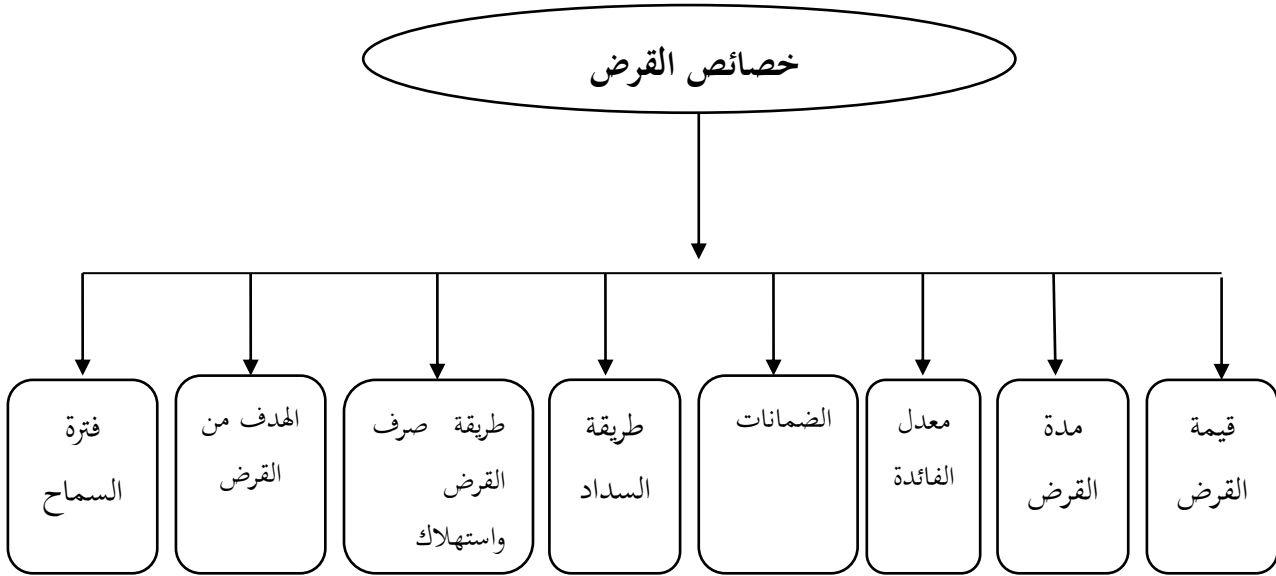 خصائص القرض
قيمة
القرض
مدة
القرض
معدل
الفائدة
الضمانات
طريقة
السداد
طريقة صرف
القرض
واستهلاك
الهدف من
القرض
فترة
السماح